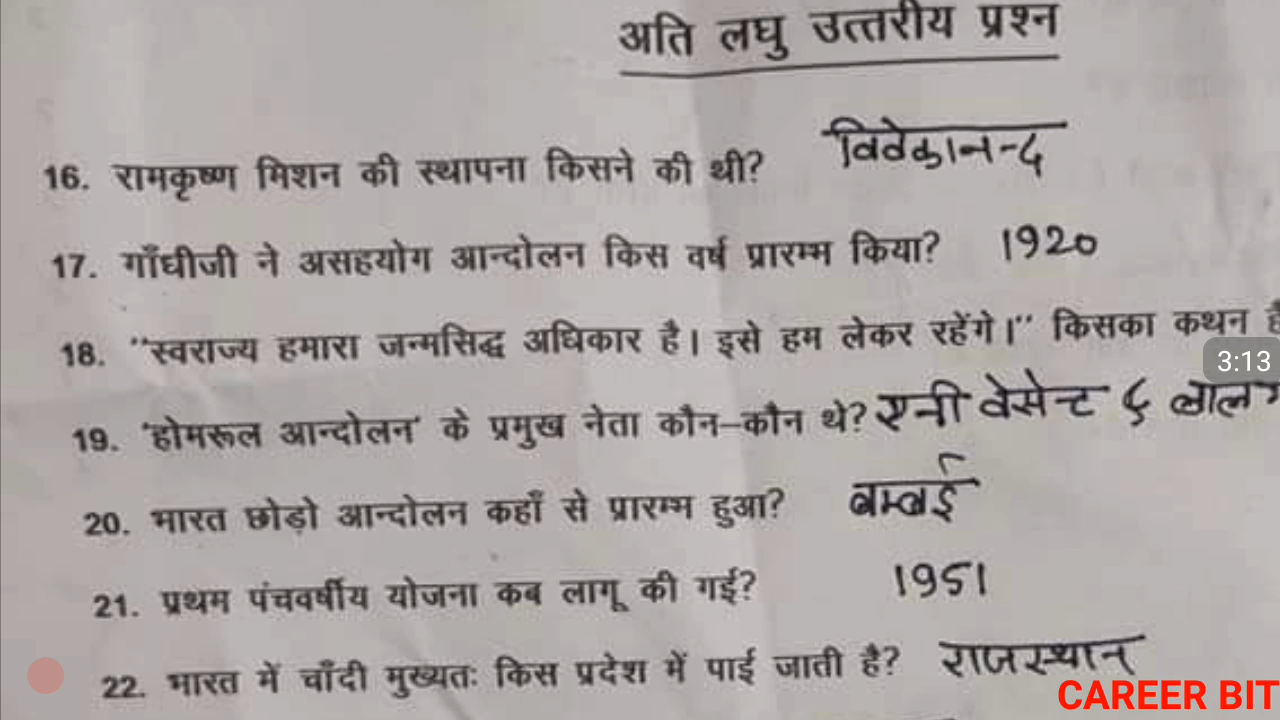 अति लघु उत्तरीय प्रश्न
16. रामकृष्ण मिशन की स्थापना किसने की थी? विवेकानन्द
17. गाँधीजी ने असहयोग आन्दोलन किस वर्ष प्रारम्भ किया? 1920
18. "स्वराज्य हमारा जन्मसिद्ध अधिकार है। इसे हम लेकर रहेंगे।" किसका कथन
3:13
19. 'होमरूल आन्दोलन' के प्रमुख नेता कौन–कौन थे? एनी वेसेन्ट
20. भारत छोड़ो आन्दोलन कहाँ से प्रारम्भ हुआ? बम्बई
21. प्रथम पंचवर्षीय योजना कब लागू की गई? 1951
22. भारत में चाँदी मुख्यतः किस प्रदेश में पाई जाती है? राजस्थान
CAREER BIT